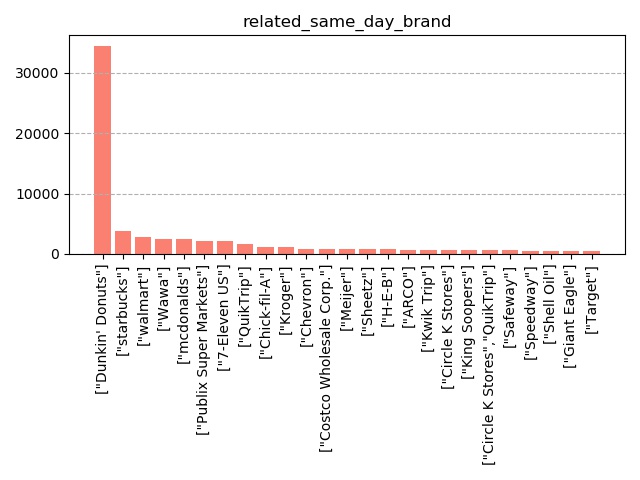 related_same_day_brand
30000
20000
10000
0
["Dunkin' Donuts"]
["starbucks"]
["walmart"]
["Wawa"]
["mcdonalds"]
["Publix Super Markets"]
["7-Eleven US"]
["QuikTrip"]
["Chick-fil-A"]
["Kroger"]
["Chevron"]
["Costco Wholesale Corp."]
["Meijer"]
["Sheetz"]
["H-E-B"]
["ARCO"]
["Kwik Trip"]
["Circle K Stores"]
["King Soopers"]
["Circle K Stores","QuikTrip"]
["Safeway"]
["Speedway"]
["Shell Oil"]
["Giant Eagle"]
["Target"]